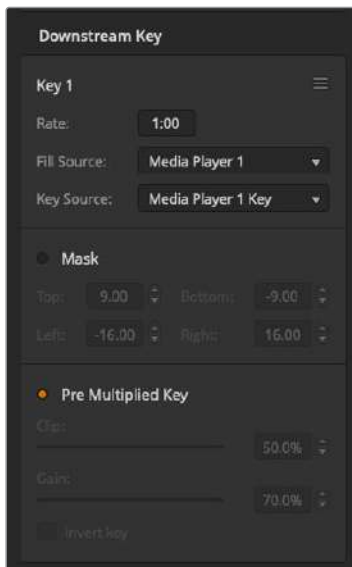 Downstream Key
Key 1
Rate: 1:00
Fill Source: Media Player 1
Key Source: Media Player 1 Key
Mask
Top: 9.00 Bottom: -9.00
Left: -16.00 Right: 16.00
Pre Multiplied Key
Clip:
50.0%
Gain:
70.0%
Invert key